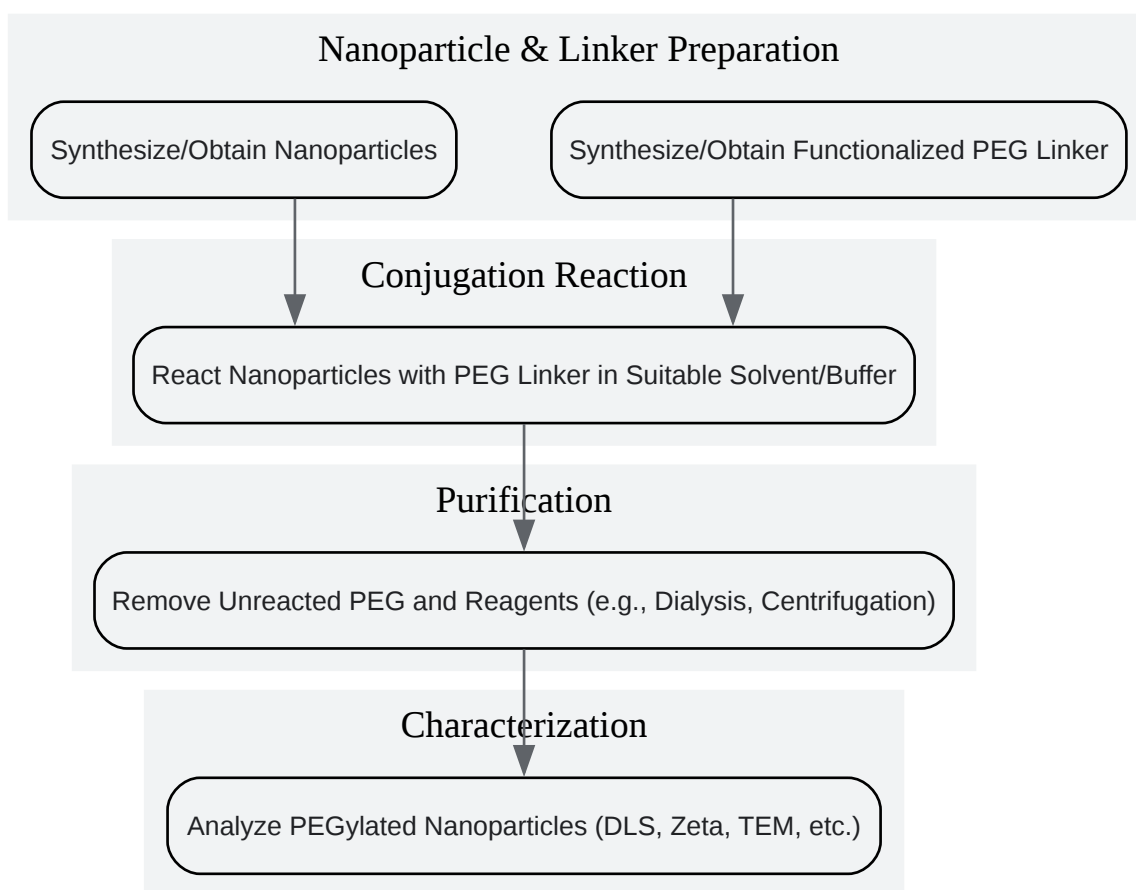 Nanoparticle & Linker Preparation
Synthesize/Obtain Nanoparticles
Synthesize/Obtain Functionalized PEG Linker
Conjugation Reaction
React Nanoparticles with PEG Linker in Suitable Solvent/Buffer
Purification
Remove Unreacted PEG and Reagents (e.g., Dialysis, Centrifugation)
Characterization
Analyze PEGylated Nanoparticles (DLS, Zeta, TEM, etc.)